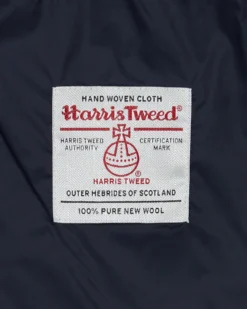 HAND WOVEN CLOTH
Harris Tweed®
HARRIS TWEED AUTHORITY
CERTIFICATION MARK
®
HARRIS TWEED
OUTER HEBRIDES OF SCOTLAND
100% PURE NEW WOOL